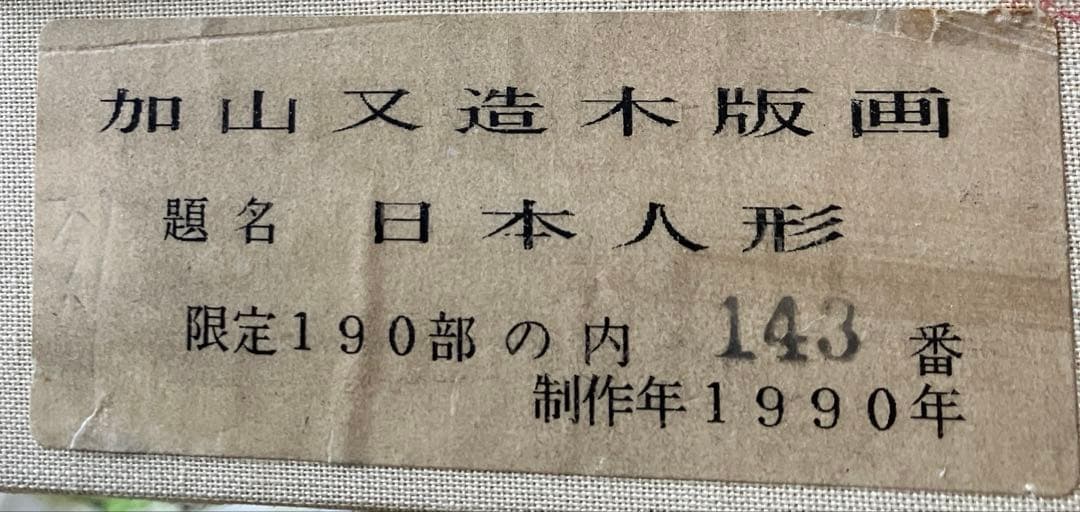 加山又造木版画
題名 日本人形
限定190部の内 143 番
制作年1990年